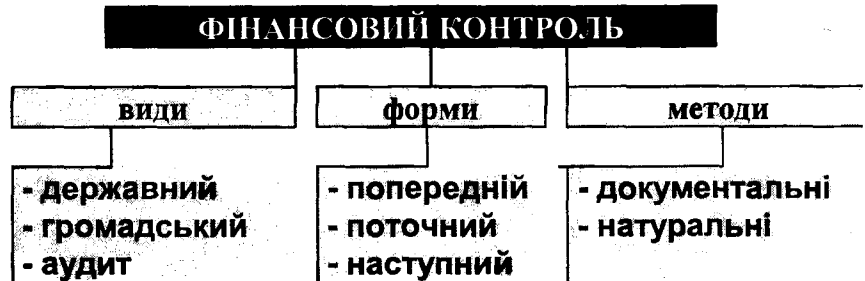 ФІНАНСОВИЙ КОНТРОЛЬ
види
форми
методи
- державний
- громадський
- аудит
- попередній
- поточний
- наступний
- документальні
- натуральні